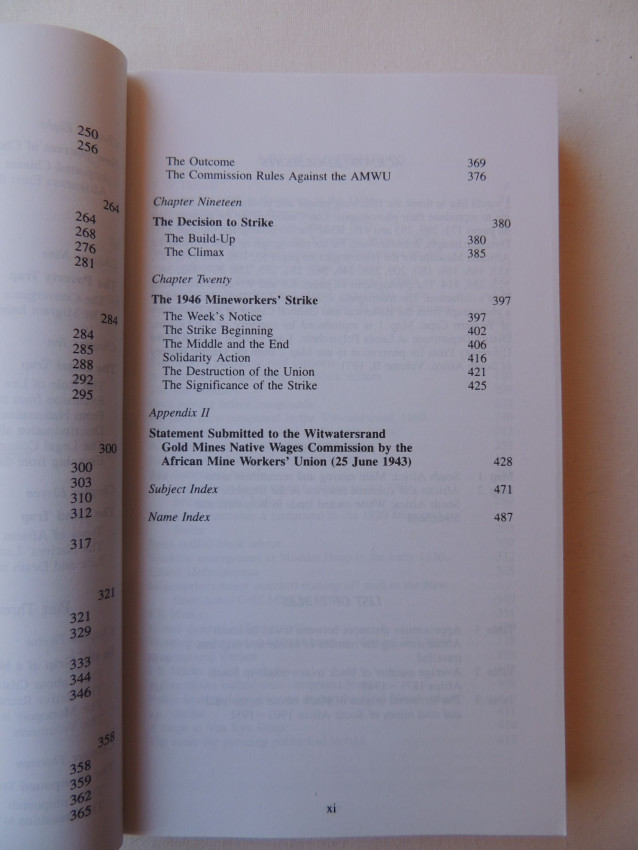 250
256
264
264
268
276
281
284
284
285
288
292
295
300
300
303
310
312
317
321
321
329
333
344
346
358
358
359
362
365
The Outcome 369
The Commission Rules Against the AMWU 376
Chapter Nineteen
The Decision to Strike 380
The Build-Up 380
The Climax 385
Chapter Twenty
The 1946 Mineworkers' Strike 397
The Week's Notice 397
The Strike Beginning 402
The Middle and the End 406
Solidarity Action 416
The Destruction of the Union 421
The Significance of the Strike 425
Appendix II
Statement Submitted to the Witwatersrand
Gold Mines Native Wages Commission by the
African Mine Workers' Union (25 June 1943) 428
Subject Index 471
Name Index 487
xi